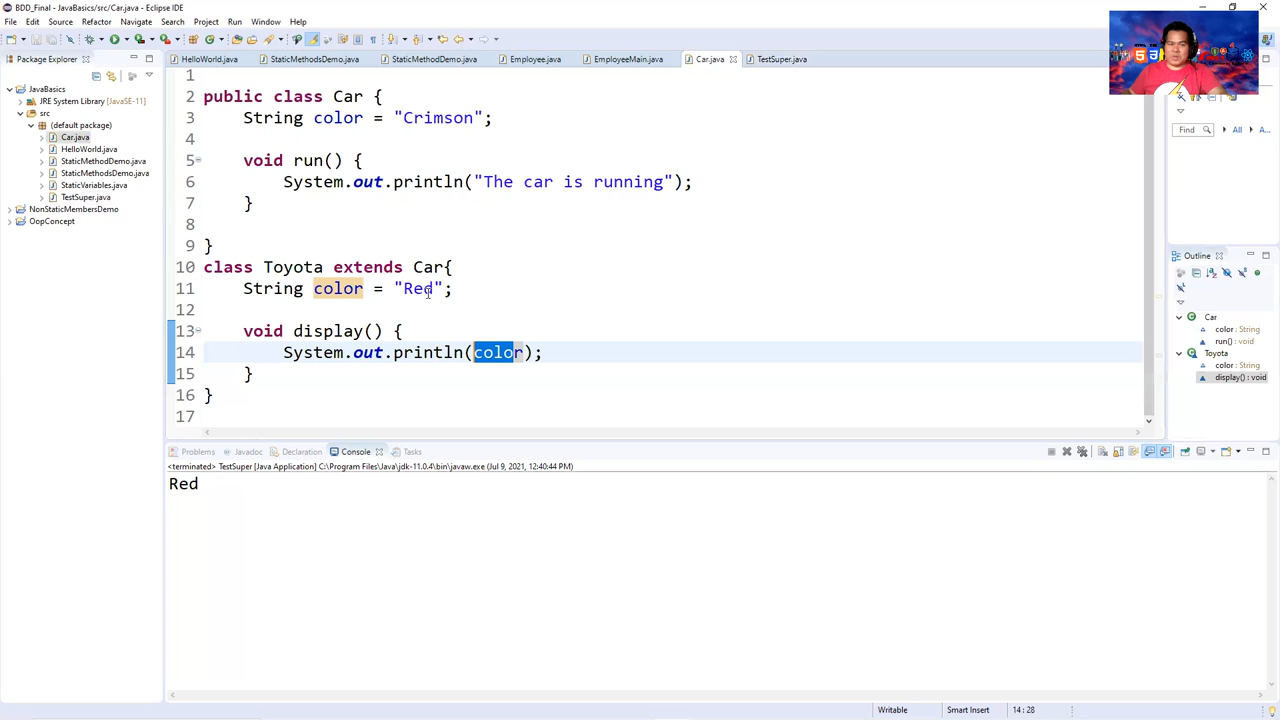 BDD_Final - JavaBasics/src/Car.java - Eclipse IDE
File Edit Source Refactor Navigate Search Project Run Window Help
Package Explorer
JavaBasics
JRE System Library [JavaSE-11]
src
(default package)
Car.java
HelloWorld.java
StaticMethodDemo.java
StaticMethodsDemo.java
StaticVariables.java
TestSuper.java
NonStaticMembersDemo
OopConcept
HelloWorld.java StaticMethodsDemo.java StaticMethodDemo.java Employee.java EmployeeMain.java Car.java TestSuper.java
1
2 public class Car {
3 String color = "Crimson";
4
5 void run() {
6 System.out.println("The car is running");
7 }
8
9 }
10 class Toyota extends Car{
11 String color = "Red";
12
13 void display() {
14 System.out.println(color);
15 }
16 }
17
Find All A...
Outline
Car
color : String
run() : void
Toyota
color : String
display() : void
Problems Javadoc Declaration Console Tasks
<terminated> TestSuper [Java Application] C:\Program Files\Java\jdk-11.0.4\bin\javaw.exe (Jul 9, 2021, 12:40:44 PM)
Red
Writable Smart Insert 14 : 28